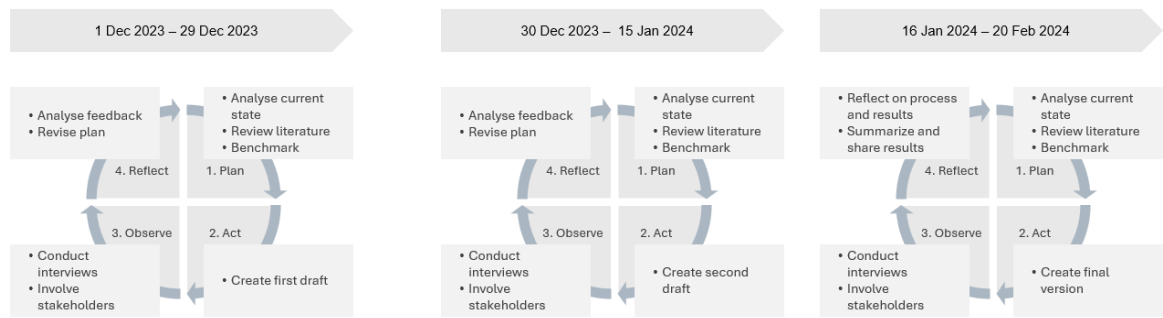 1 Dec 2023 – 29 Dec 2023
• Analyse feedback
• Revise plan
• Analyse current
state
• Review literature
• Benchmark
4. Reflect
1. Plan
3. Observe
2. Act
• Conduct
interviews
• Involve
stakeholders
• Create first draft
30 Dec 2023 – 15 Jan 2024
• Analyse feedback
• Revise plan
• Analyse current
state
• Review literature
• Benchmark
4. Reflect
1. Plan
3. Observe
2. Act
• Conduct
interviews
• Involve
stakeholders
• Create second
draft
16 Jan 2024 – 20 Feb 2024
• Reflect on process
and results
• Summarize and
share results
• Analyse current
state
• Review literature
• Benchmark
4. Reflect
1. Plan
3. Observe
2. Act
• Conduct
interviews
• Involve
stakeholders
• Create final
version